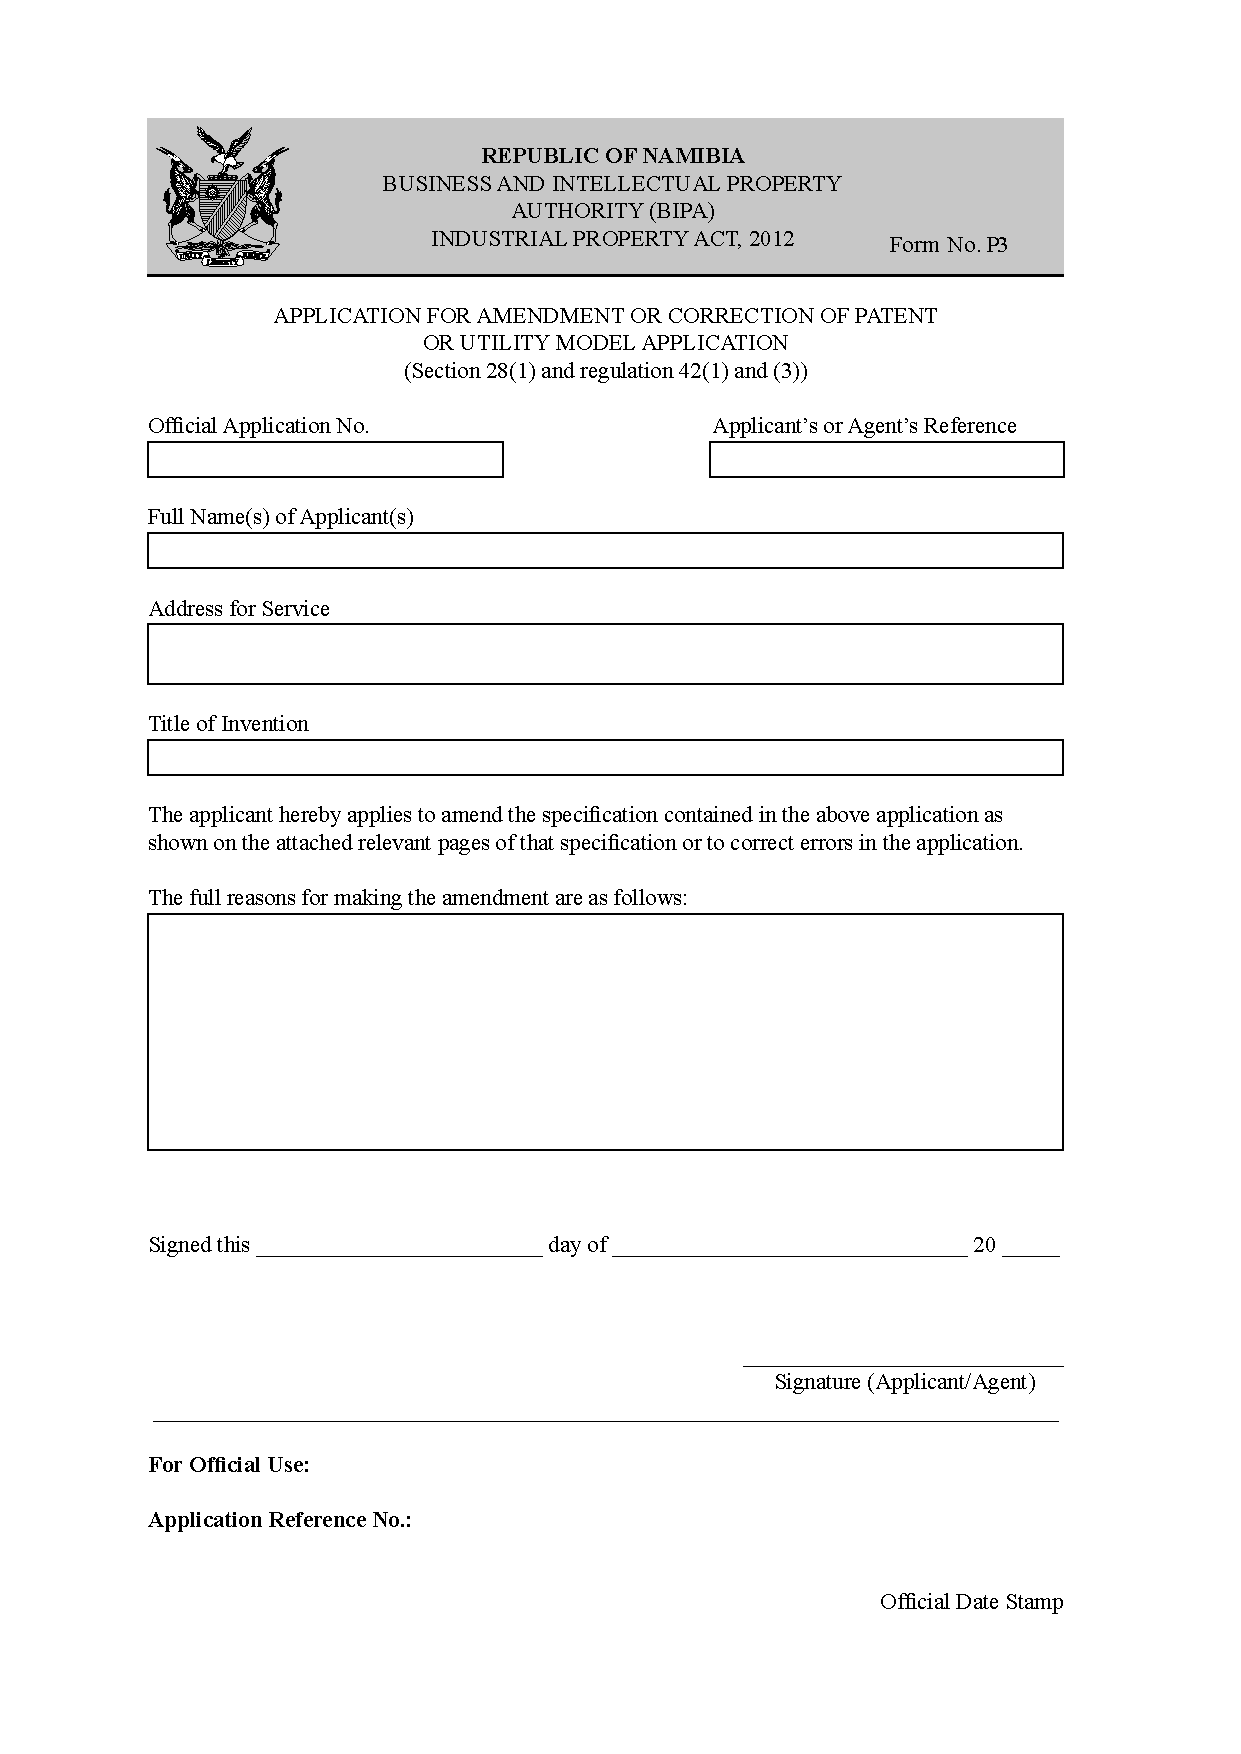 REPUBLIC OF NAMIBIA
BUSINESS AND INTELLECTUAL PROPERTY
AUTHORITY (BIPA)
INDUSTRIAL PROPERTY ACT, 2012
Form No. P3
APPLICATION FOR AMENDMENT OR CORRECTION OF PATENT
OR UTILITY MODEL APPLICATION
(Section 28(1) and regulation 42(1) and (3))
Official Application No.
Applicant’s or Agent’s Reference
Full Name(s) of Applicant(s)
Address for Service
Title of Invention
The applicant hereby applies to amend the specification contained in the above application as
shown on the attached relevant pages of that specification or to correct errors in the application.
The full reasons for making the amendment are as follows:
Signed this _________________________ day of _______________________________ 20 _____
Signature (Applicant/Agent)
For Official Use:
Application Reference No.:
Official Date Stamp